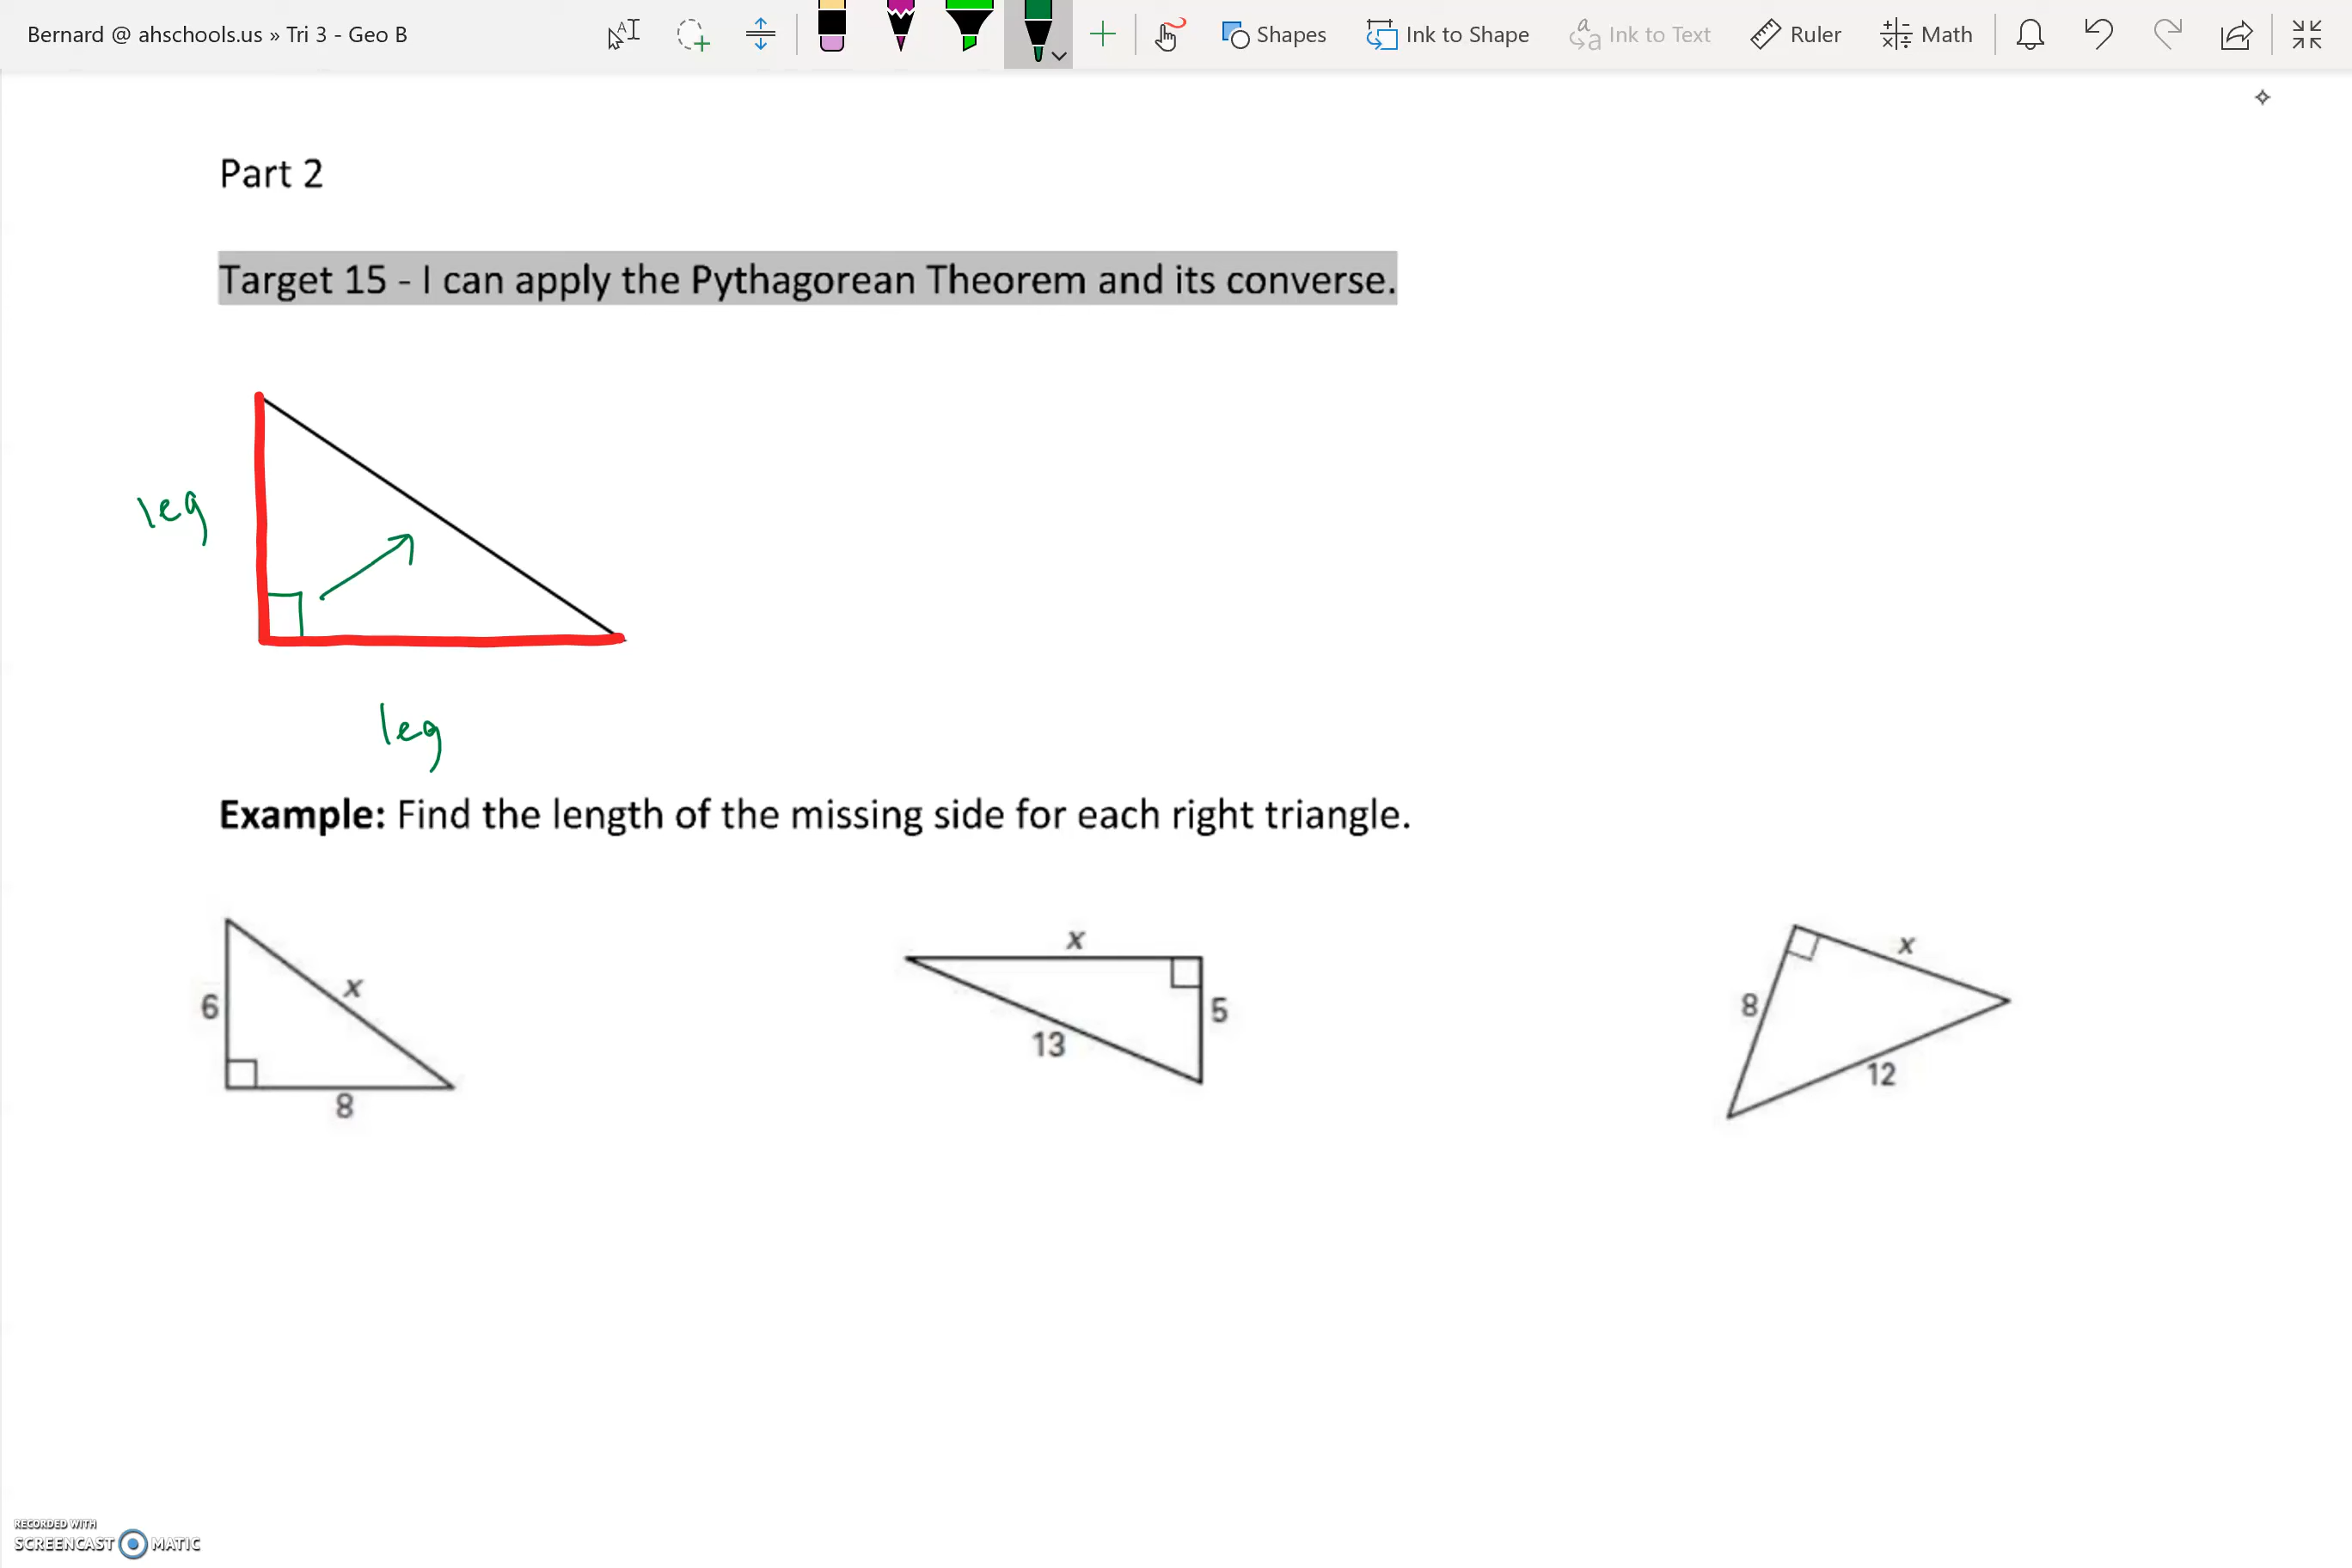 Bernard @ ahschools.us » Tri 3 - Geo B
Shapes
Ink to Shape
Ink to Text
Ruler
Math
Part 2
Target 15 - I can apply the Pythagorean Theorem and its converse.
leg
leg
Example: Find the length of the missing side for each right triangle.
6
x
8
x
5
13
x
8
12
RECORDED WITH
SCREENCAST MATIC